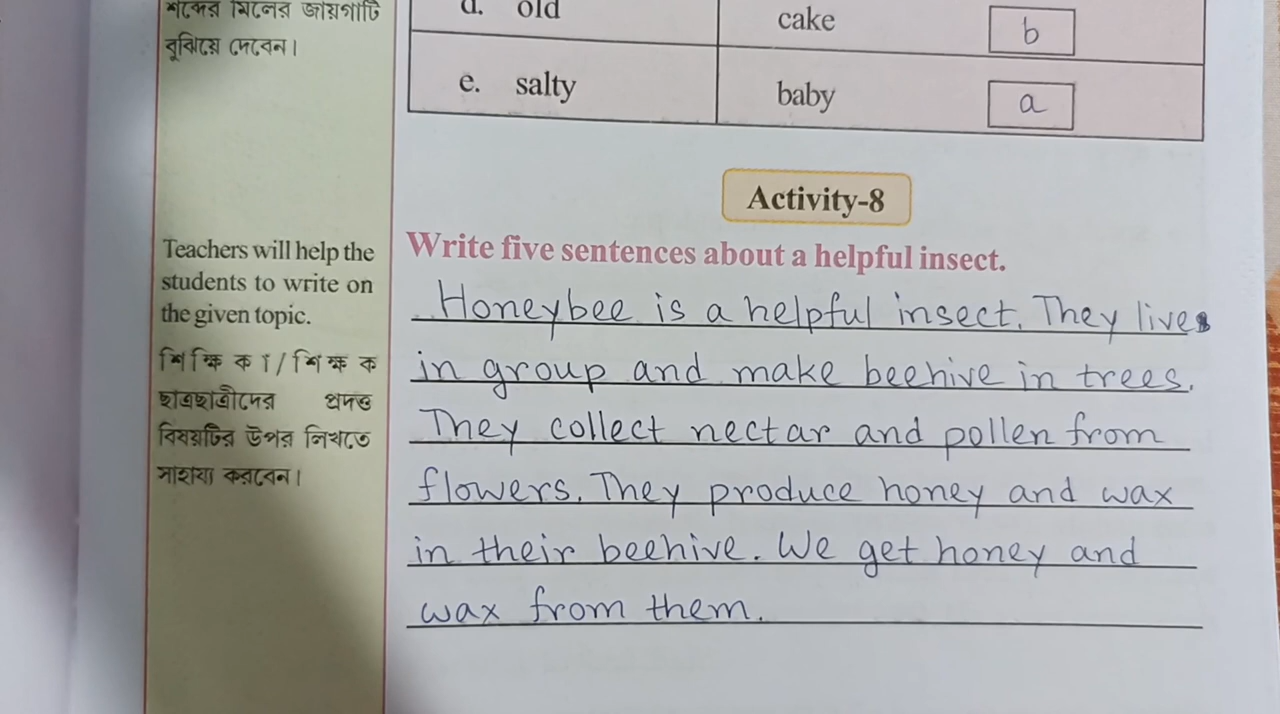 শব্দের মিলের জায়গাটি
বুঝিয়ে দেবেন।
d. old cake b
e. salty baby a
Activity-8
Teachers will help the
students to write on
the given topic.
শিক্ষিকা/শিক্ষক
ছাত্রছাত্রীদের প্রদত্ত
বিষয়টির উপর লিখতে
সাহায্য করবেন।
Write five sentences about a helpful insect.
Honeybee is a helpful insect. They lives
in group and make beehive in trees.
They collect nectar and pollen from
flowers. They produce honey and wax
in their beehive. We get honey and
wax from them.